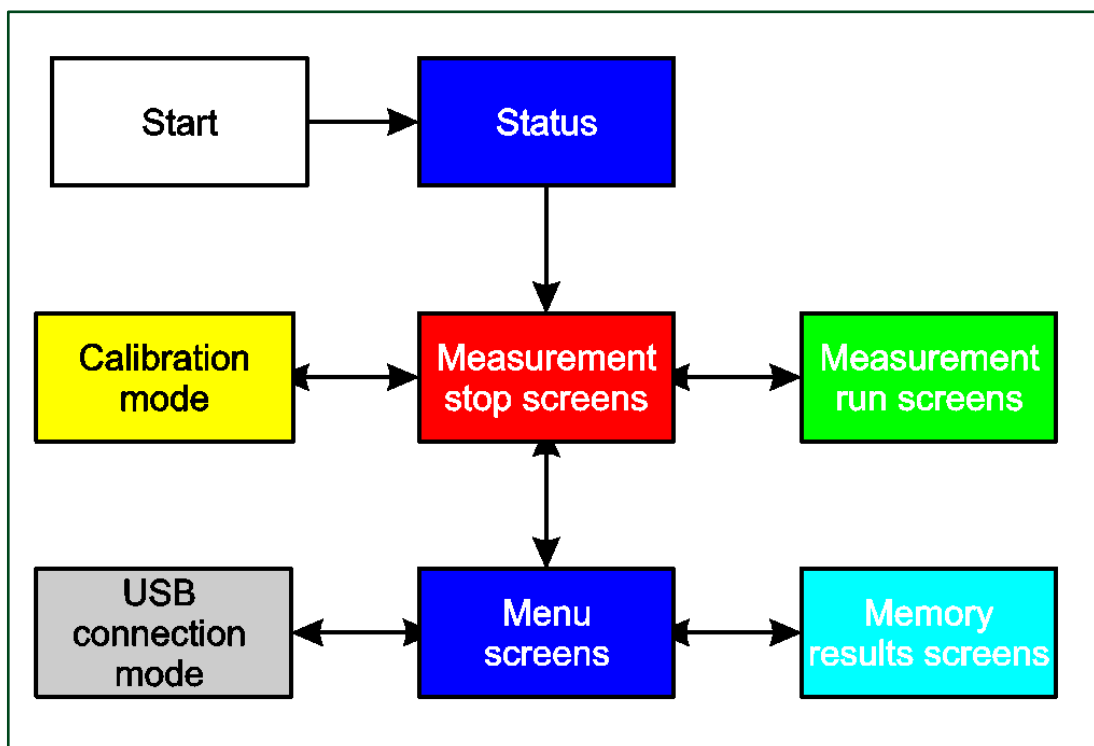 Start
Status
Calibration
mode
Measurement
stop screens
Measurement
run screens
USB
connection
mode
Menu
screens
Memory
results screens